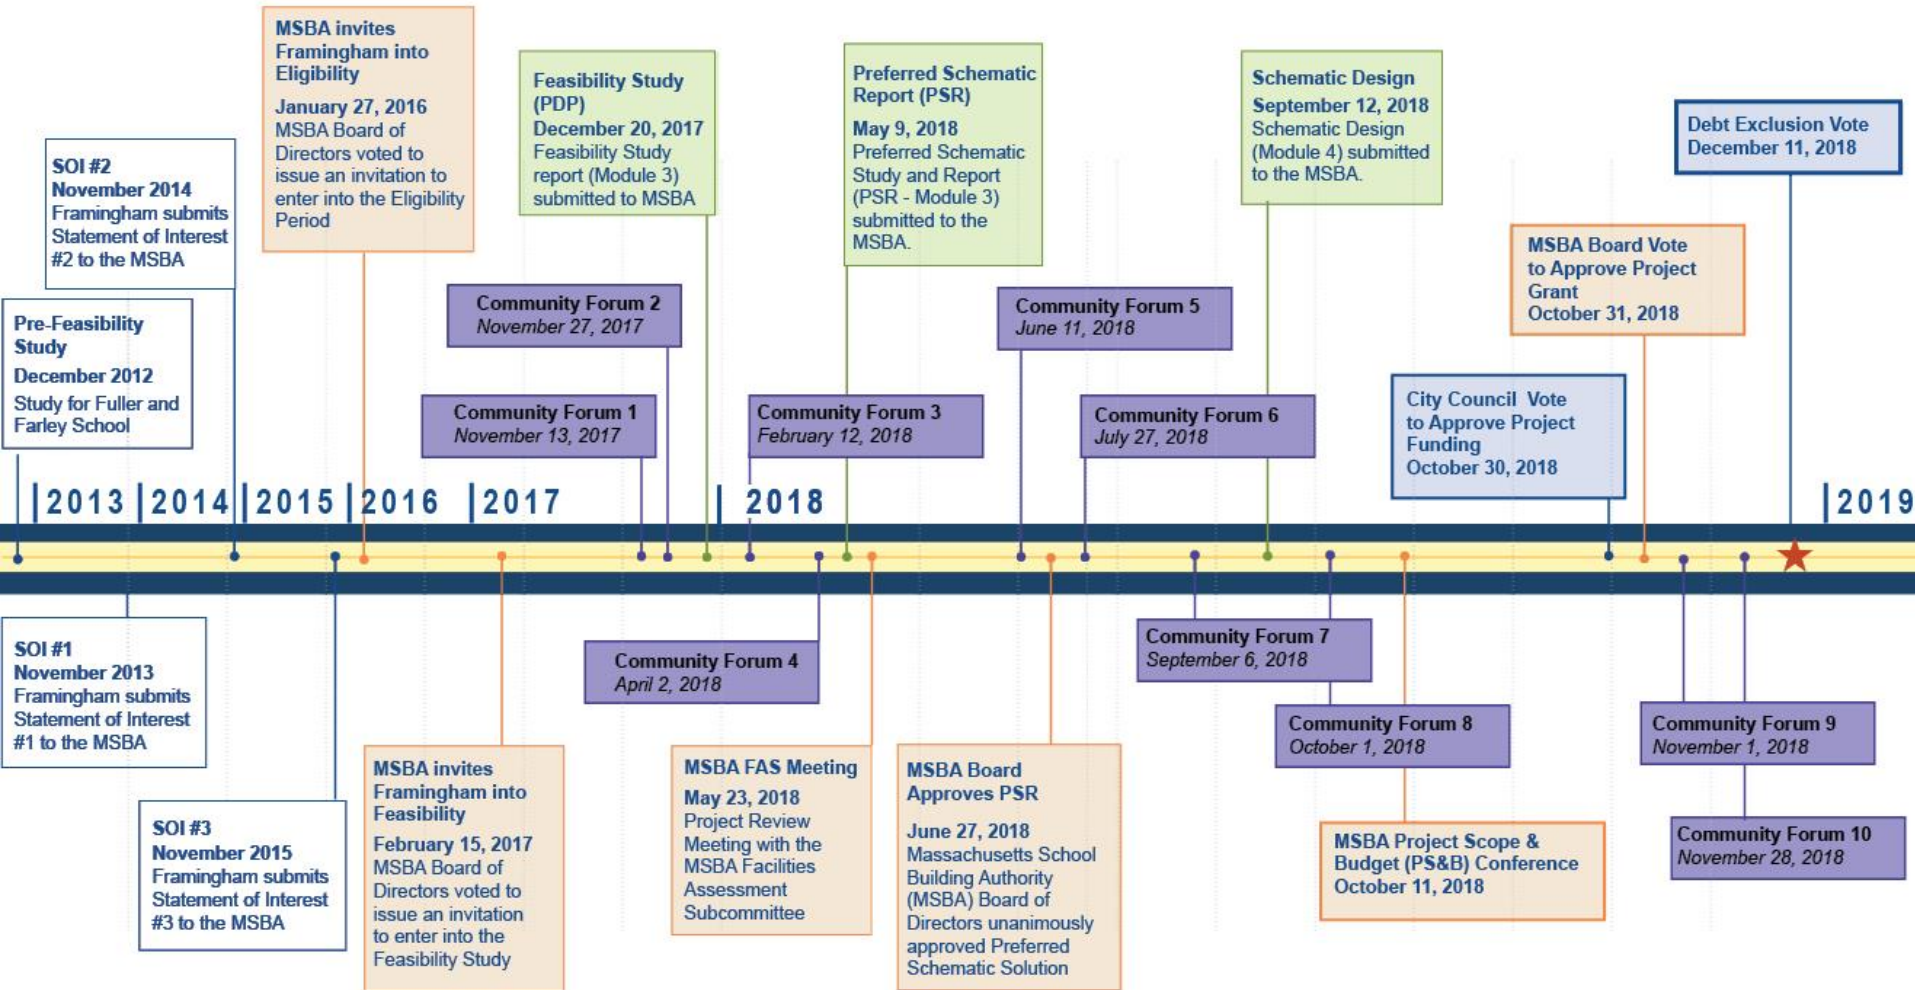 MSBA invites
Framingham into
Eligibility
January 27, 2016
MSBA Board of
Directors voted to
issue an invitation to
enter into the Eligibility
Period
Feasibility Study
(PDP)
December 20, 2017
Feasibility Study
report (Module 3)
submitted to MSBA
Preferred Schematic
Report (PSR)
May 9, 2018
Preferred Schematic
Study and Report
(PSR - Module 3)
submitted to the
MSBA.
Schematic Design
September 12, 2018
Schematic Design
(Module 4) submitted
to the MSBA.
Debt Exclusion Vote
December 11, 2018
SOI #2
November 2014
Framingham submits
Statement of Interest
#2 to the MSBA
MSBA Board Vote
to Approve Project
Grant
October 31, 2018
Pre-Feasibility
Study
December 2012
Study for Fuller and
Farley School
Community Forum 2
November 27, 2017
Community Forum 5
June 11, 2018
Community Forum 1
November 13, 2017
Community Forum 3
February 12, 2018
Community Forum 6
July 27, 2018
City Council Vote
to Approve Project
Funding
October 30, 2018
2013
2014
2015
2016
2017
2018
2019
SOI #1
November 2013
Framingham submits
Statement of Interest
#1 to the MSBA
Community Forum 4
April 2, 2018
Community Forum 7
September 6, 2018
Community Forum 8
October 1, 2018
Community Forum 9
November 1, 2018
SOI #3
November 2015
Framingham submits
Statement of Interest
#3 to the MSBA
MSBA invites
Framingham into
Feasibility
February 15, 2017
MSBA Board of
Directors voted to
issue an invitation
to enter into the
Feasibility Study
MSBA FAS Meeting
May 23, 2018
Project Review
Meeting with the
MSBA Facilities
Assessment
Subcommittee
MSBA Board
Approves PSR
June 27, 2018
Massachusetts School
Building Authority
(MSBA) Board of
Directors unanimously
approved Preferred
Schematic Solution
MSBA Project Scope &
Budget (PS&B) Conference
October 11, 2018
Community Forum 10
November 28, 2018